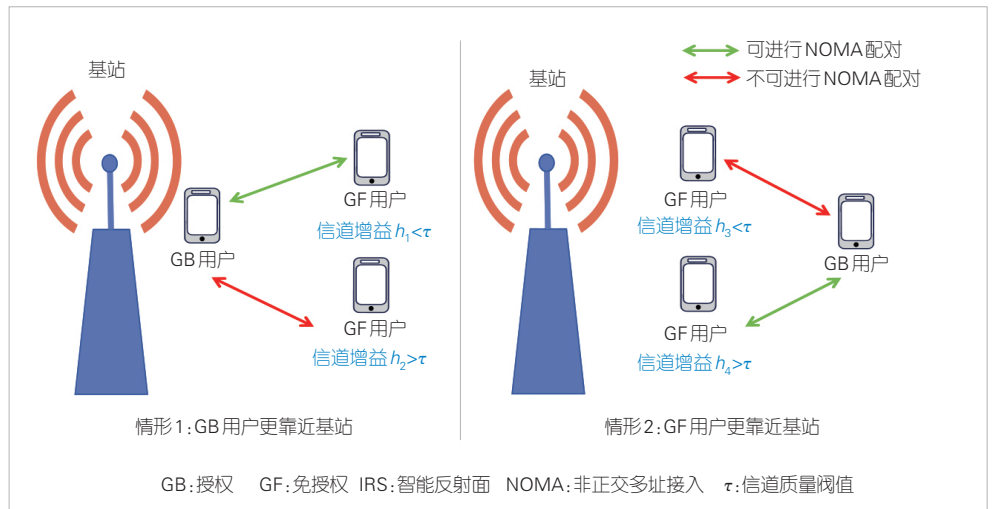 基站
GF用户
信道增益h₁<τ
GB用户
GF用户
信道增益h₂>τ
情形1:GB用户更靠近基站
可进行NOMA配对
不可进行NOMA配对
基站
GF用户
信道增益h₃<τ
GB用户
GF用户
信道增益h₄>τ
情形2:GF用户更靠近基站
GB:授权 GF:免授权 IRS:智能反射面 NOMA:非正交多址接入 τ:信道质量阀值